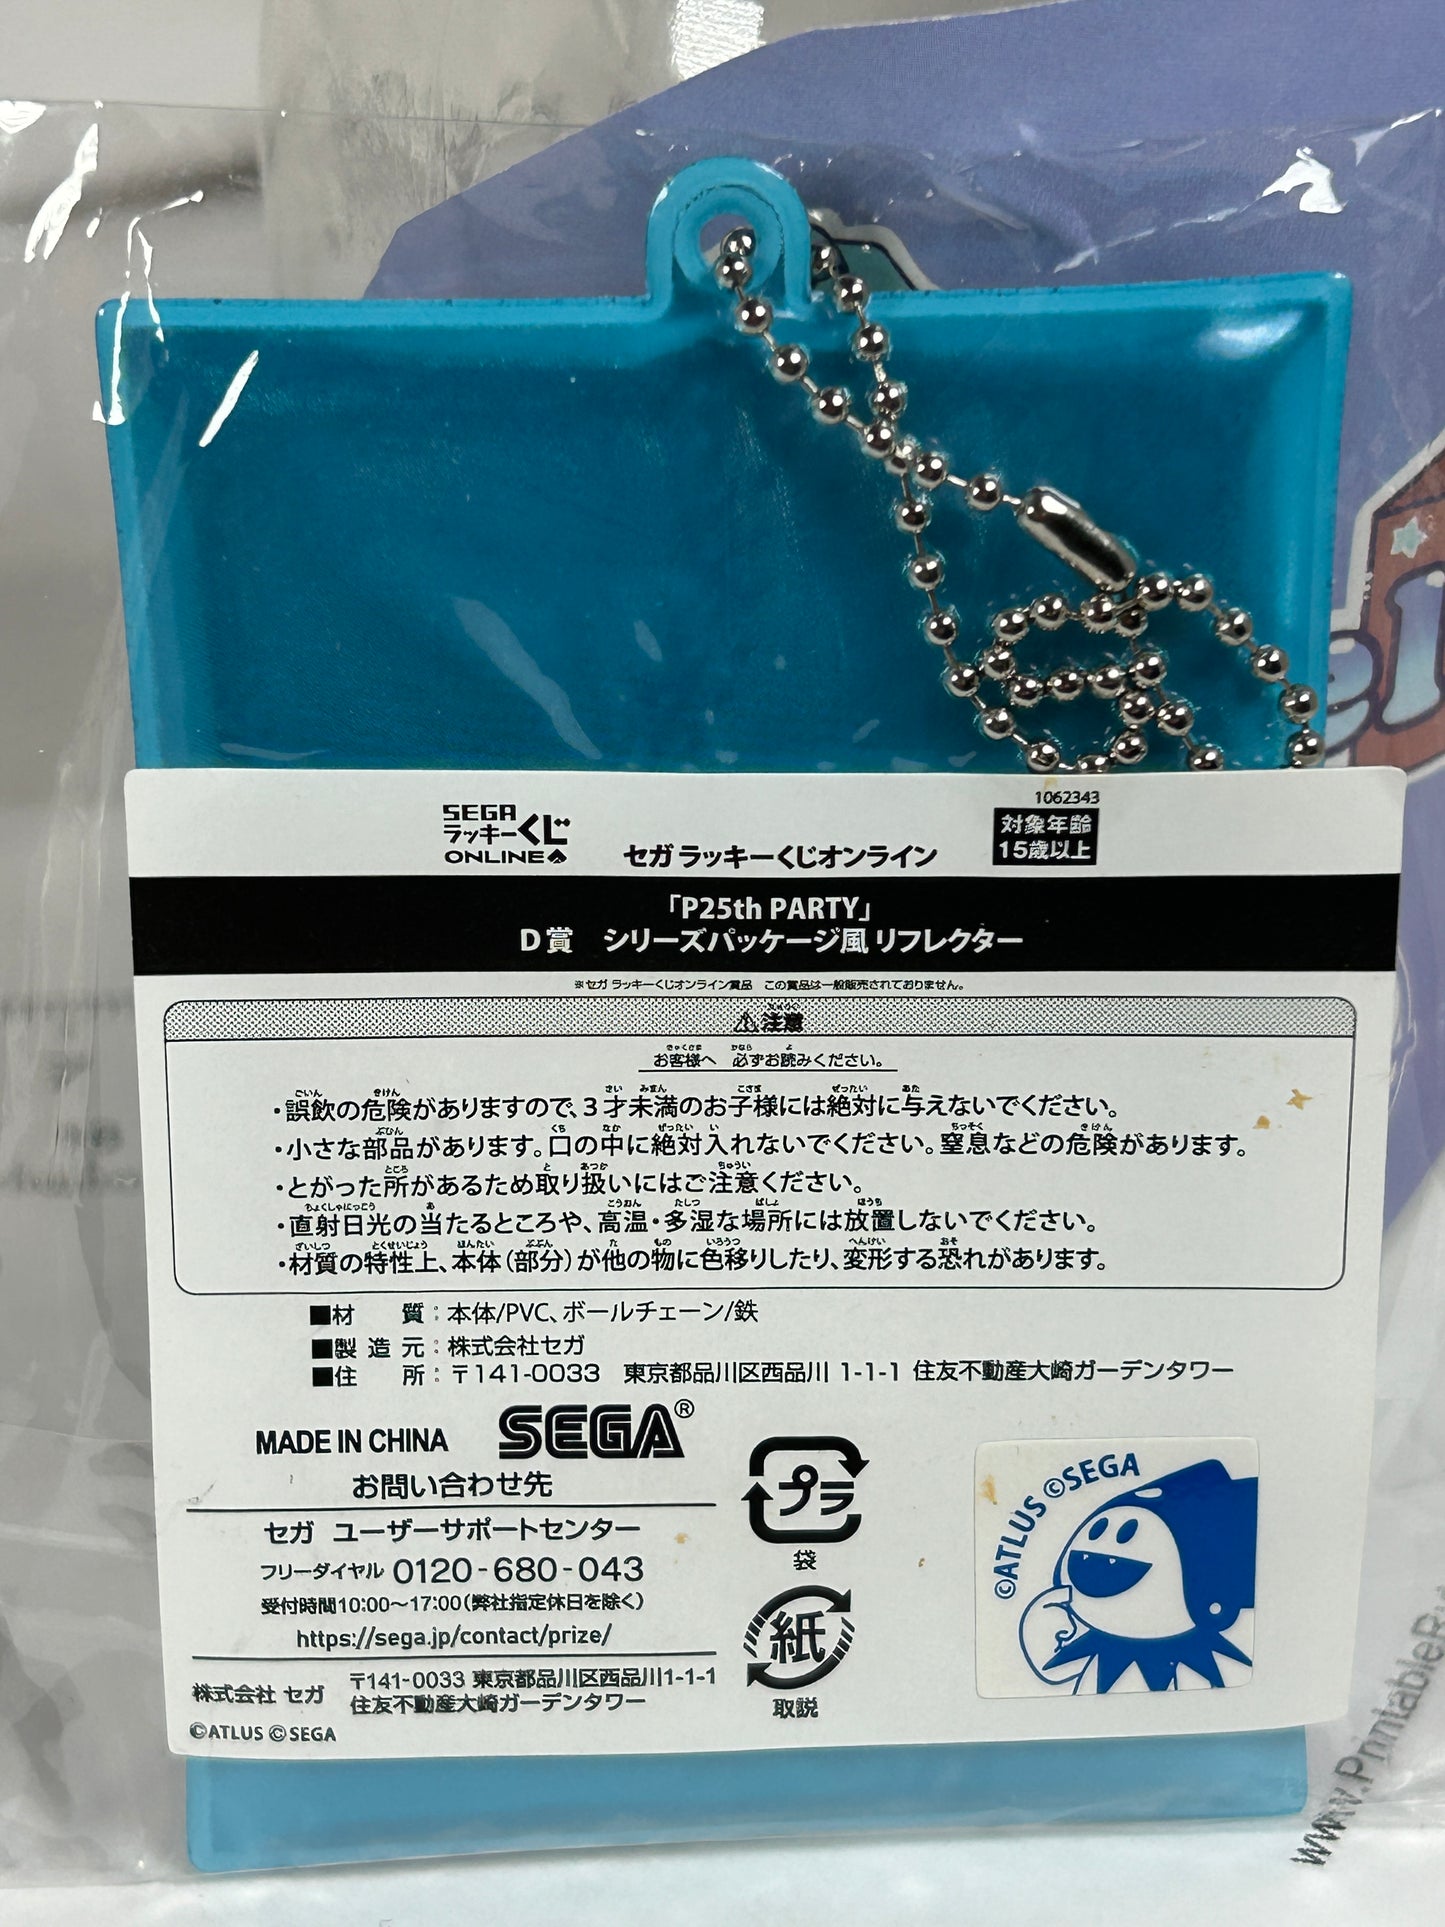 SEGA
ラッキーくじ
ONLINE
セガ ラッキーくじオンライン
1062343
対象年齢
15歳以上
「P25th PARTY」
D賞 シリーズパッケージ風 リフレクター
※セガ ラッキーくじオンライン賞品 この賞品は一般販売されておりません。
⚠注意
お客様へ 必ずお読みください。
・誤飲の危険がありますので、3才未満のお子様には絶対に与えないでください。
・小さな部品があります。口の中に絶対入れないでください。窒息などの危険があります。
・とがった所があるため取り扱いにはご注意ください。
・直射日光の当たるところや、高温・多湿な場所には放置しないでください。
・材質の特性上、本体(部分)が他の物に色移りしたり、変形する恐れがあります。
■材 質:本体/PVC、ボールチェーン/鉄
■製造元:株式会社セガ
■住 所:〒141-0033 東京都品川区西品川 1-1-1 住友不動産大崎ガーデンタワー
MADE IN CHINA
SEGA®
お問い合わせ先
セガ ユーザーサポートセンター
フリーダイヤル 0120-680-043
受付時間10:00〜17:00(弊社指定休日を除く)
https://sega.jp/contact/prize/
株式会社 セガ
〒141-0033 東京都品川区西品川1-1-1
住友不動産大崎ガーデンタワー
©ATLUS ©SEGA
プラ
袋
紙
取説
©ATLUS ©SEGA